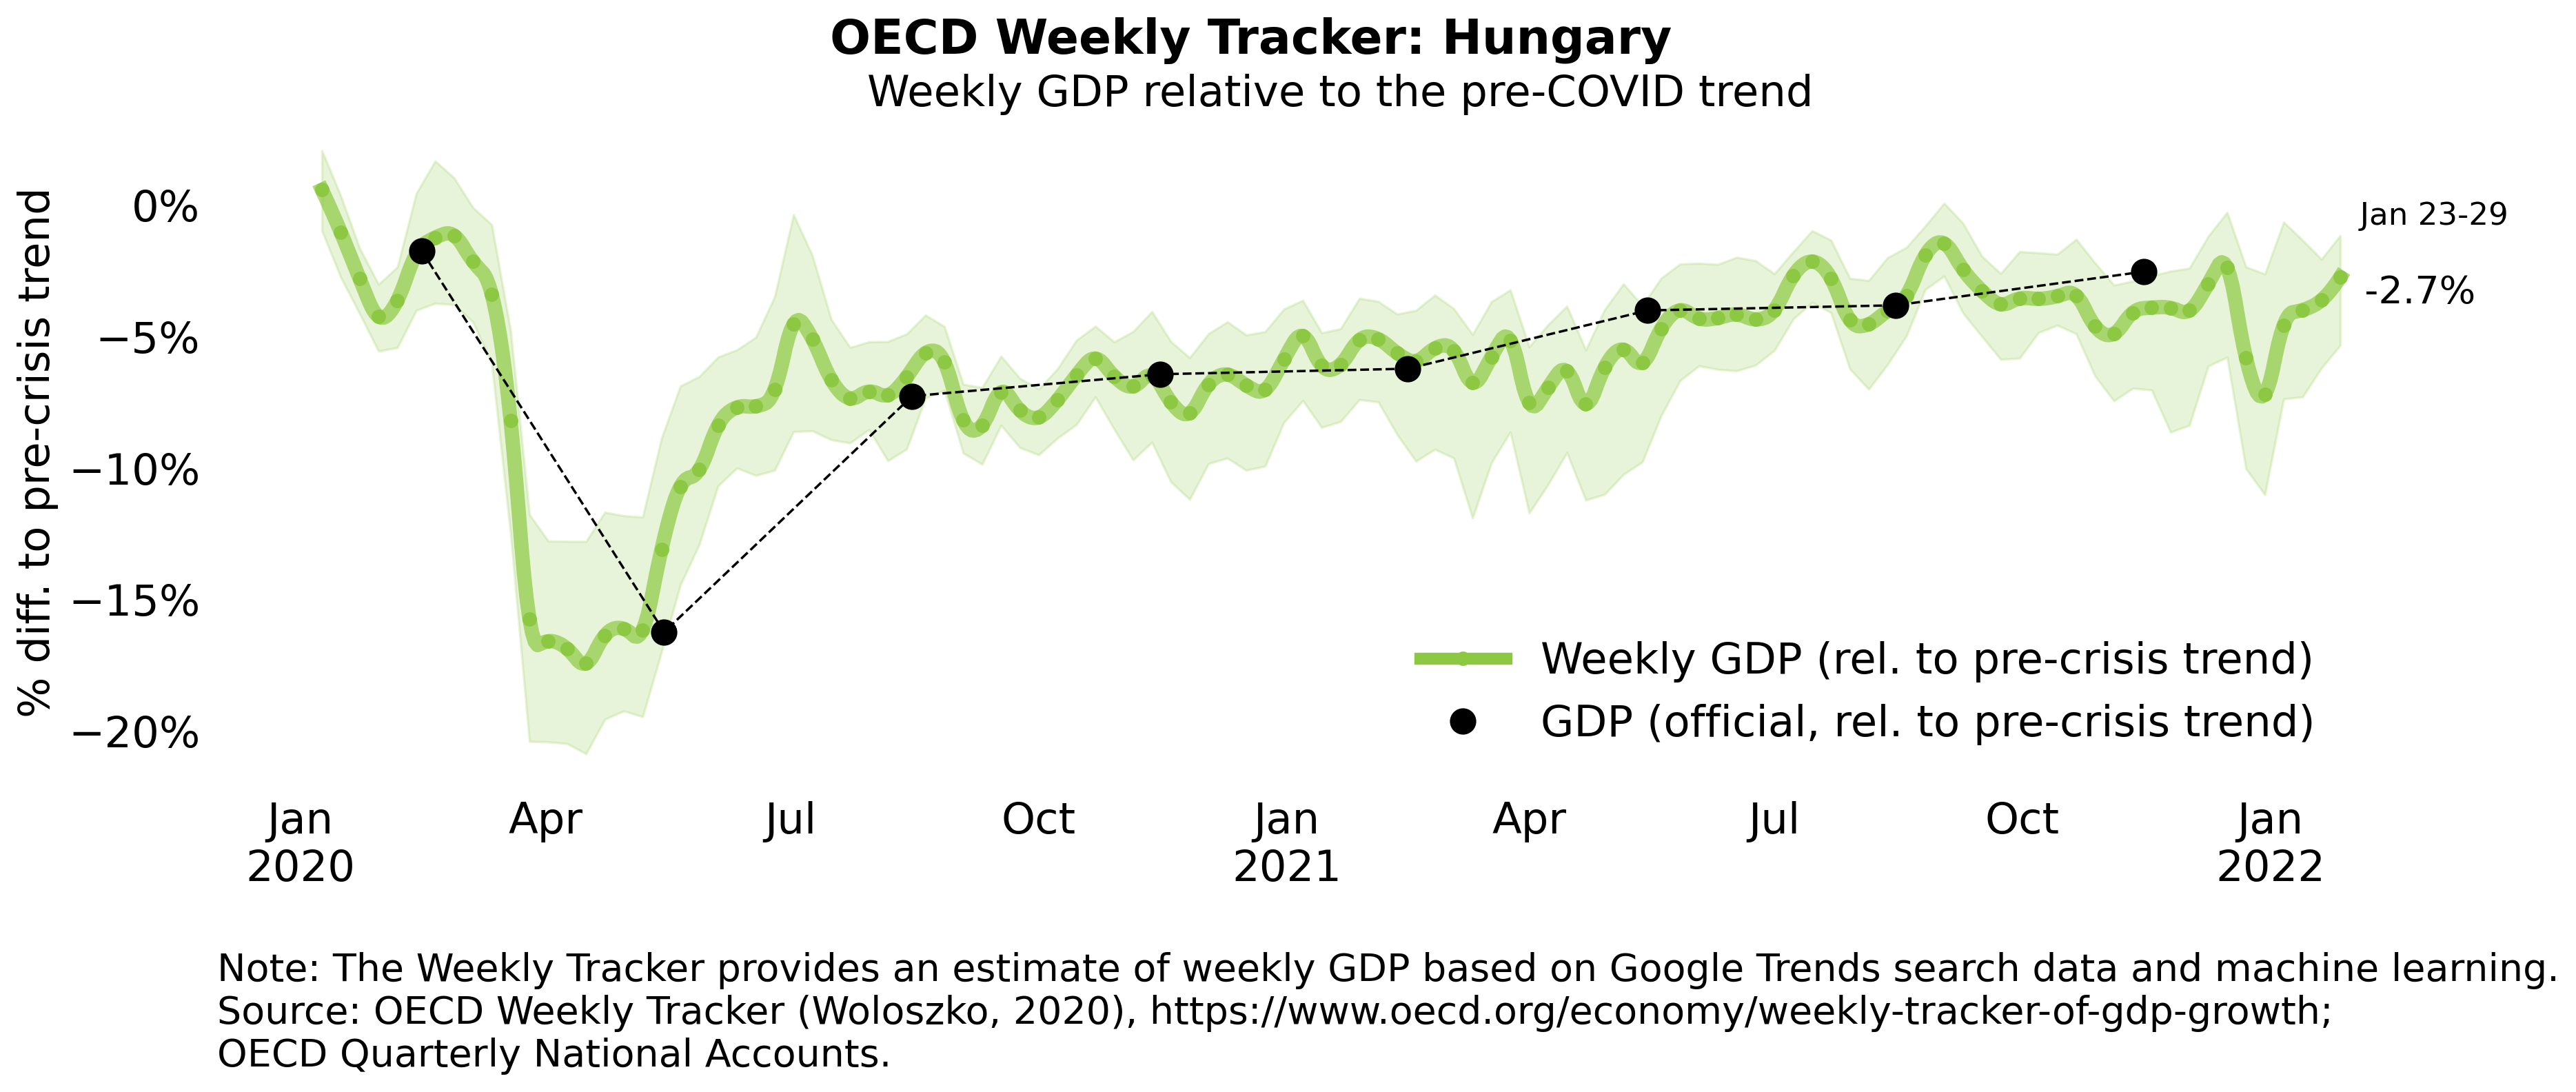 OECD Weekly Tracker: Hungary
Weekly GDP relative to the pre-COVID trend
% diff. to pre-crisis trend
0%
−5%
−10%
−15%
−20%
Jan 23-29
-2.7%
Weekly GDP (rel. to pre-crisis trend)
GDP (official, rel. to pre-crisis trend)
Jan Apr Jul Oct Jan Apr Jul Oct Jan
2020 2021 2022
Note: The Weekly Tracker provides an estimate of weekly GDP based on Google Trends search data and machine learning.
Source: OECD Weekly Tracker (Woloszko, 2020), https://www.oecd.org/economy/weekly-tracker-of-gdp-growth;
OECD Quarterly National Accounts.